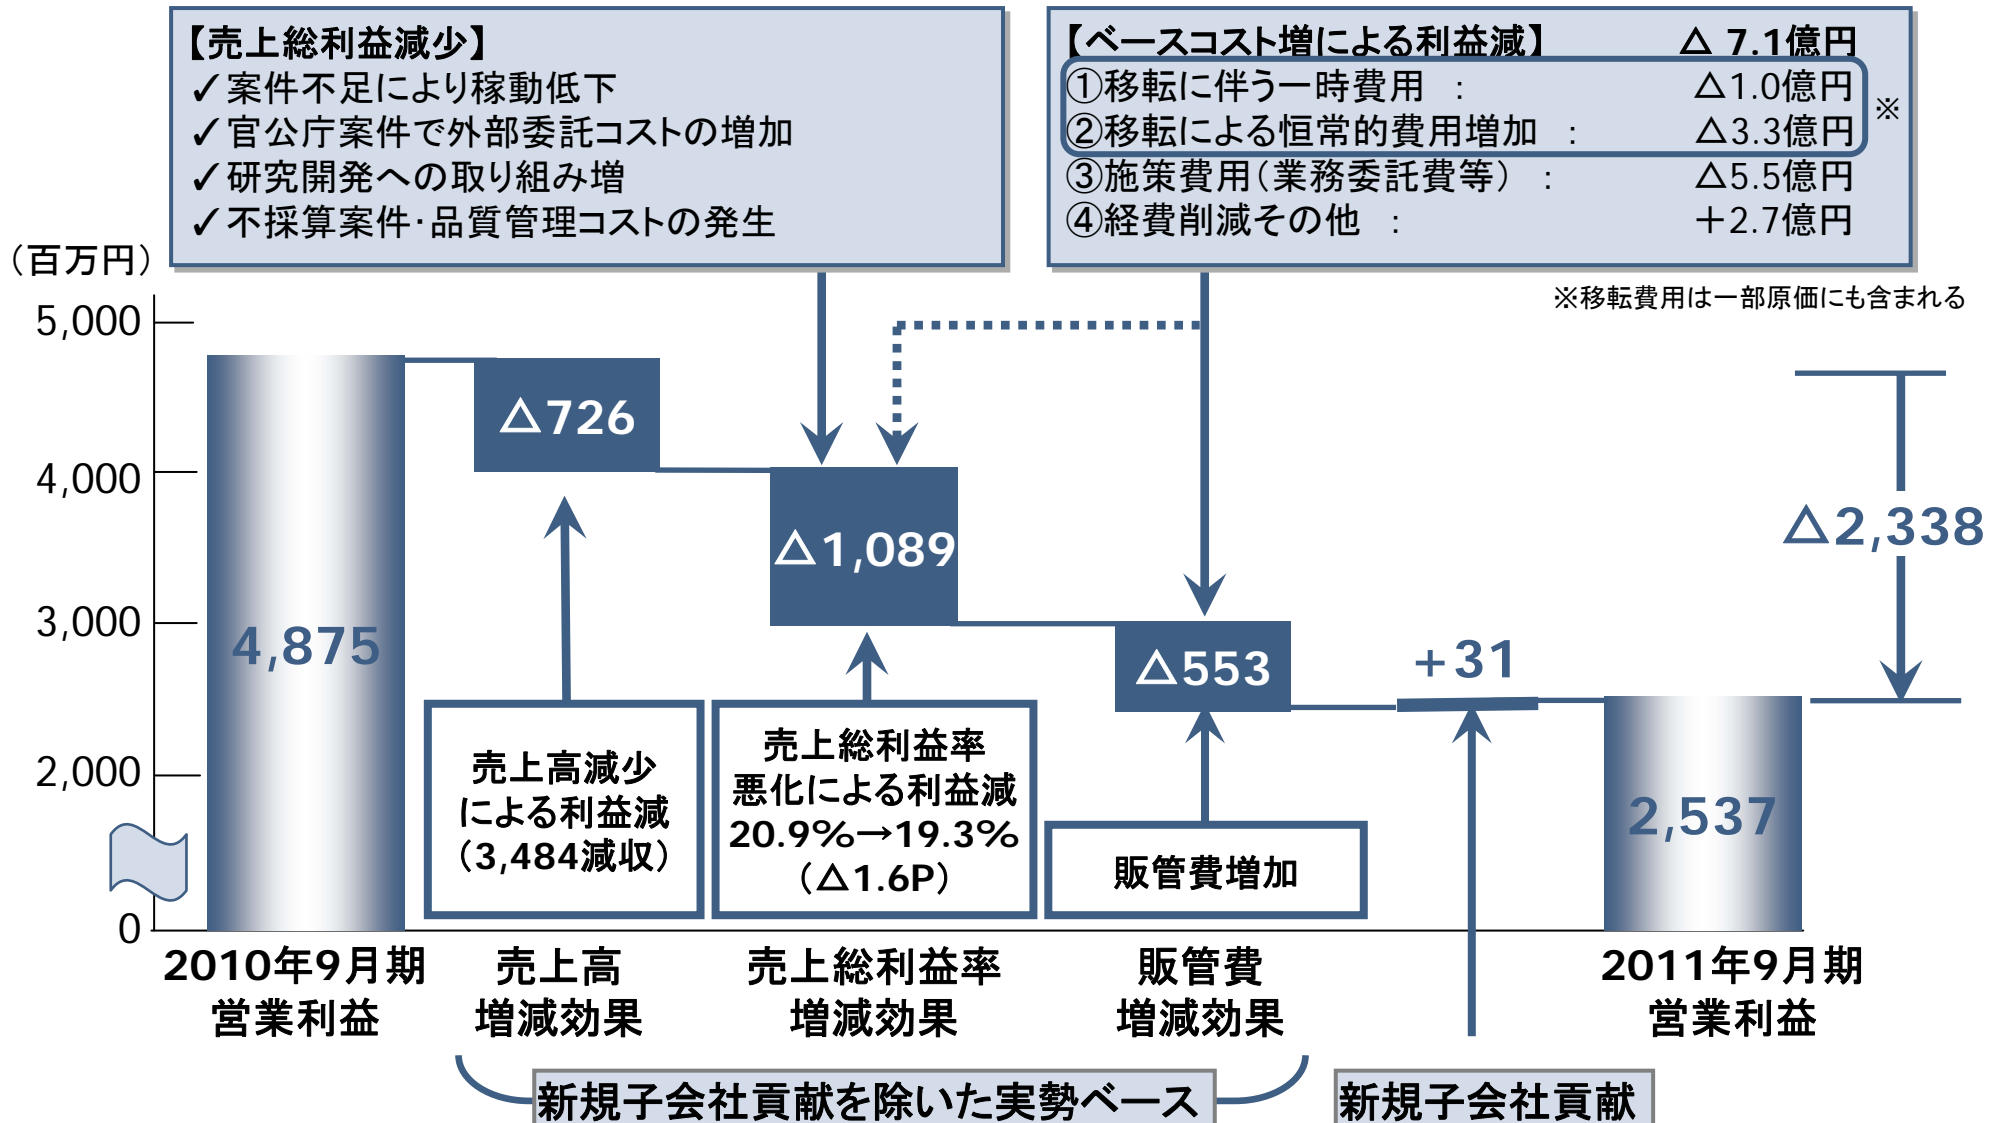 【売上総利益減少】
✓案件不足により稼動低下
✓官公庁案件で外部委託コストの増加
✓研究開発への取り組み増
✓不採算案件・品質管理コストの発生
【ベースコスト増による利益減】 △ 7.1億円
①移転に伴う一時費用 : △1.0億円
②移転による恒常的費用増加 : △3.3億円
※
③施策費用(業務委託費等) : △5.5億円
④経費削減その他 : +2.7億円
※移転費用は一部原価にも含まれる
(百万円)
5,000
4,000
3,000
2,000
0
4,875
△726
△1,089
△553
+31
2,537
△2,338
売上高減少
による利益減
(3,484減収)
売上総利益率
悪化による利益減
20.9%→19.3%
(△1.6P)
販管費増加
2010年9月期
営業利益
売上高
増減効果
売上総利益率
増減効果
販管費
増減効果
2011年9月期
営業利益
新規子会社貢献を除いた実勢ベース
新規子会社貢献